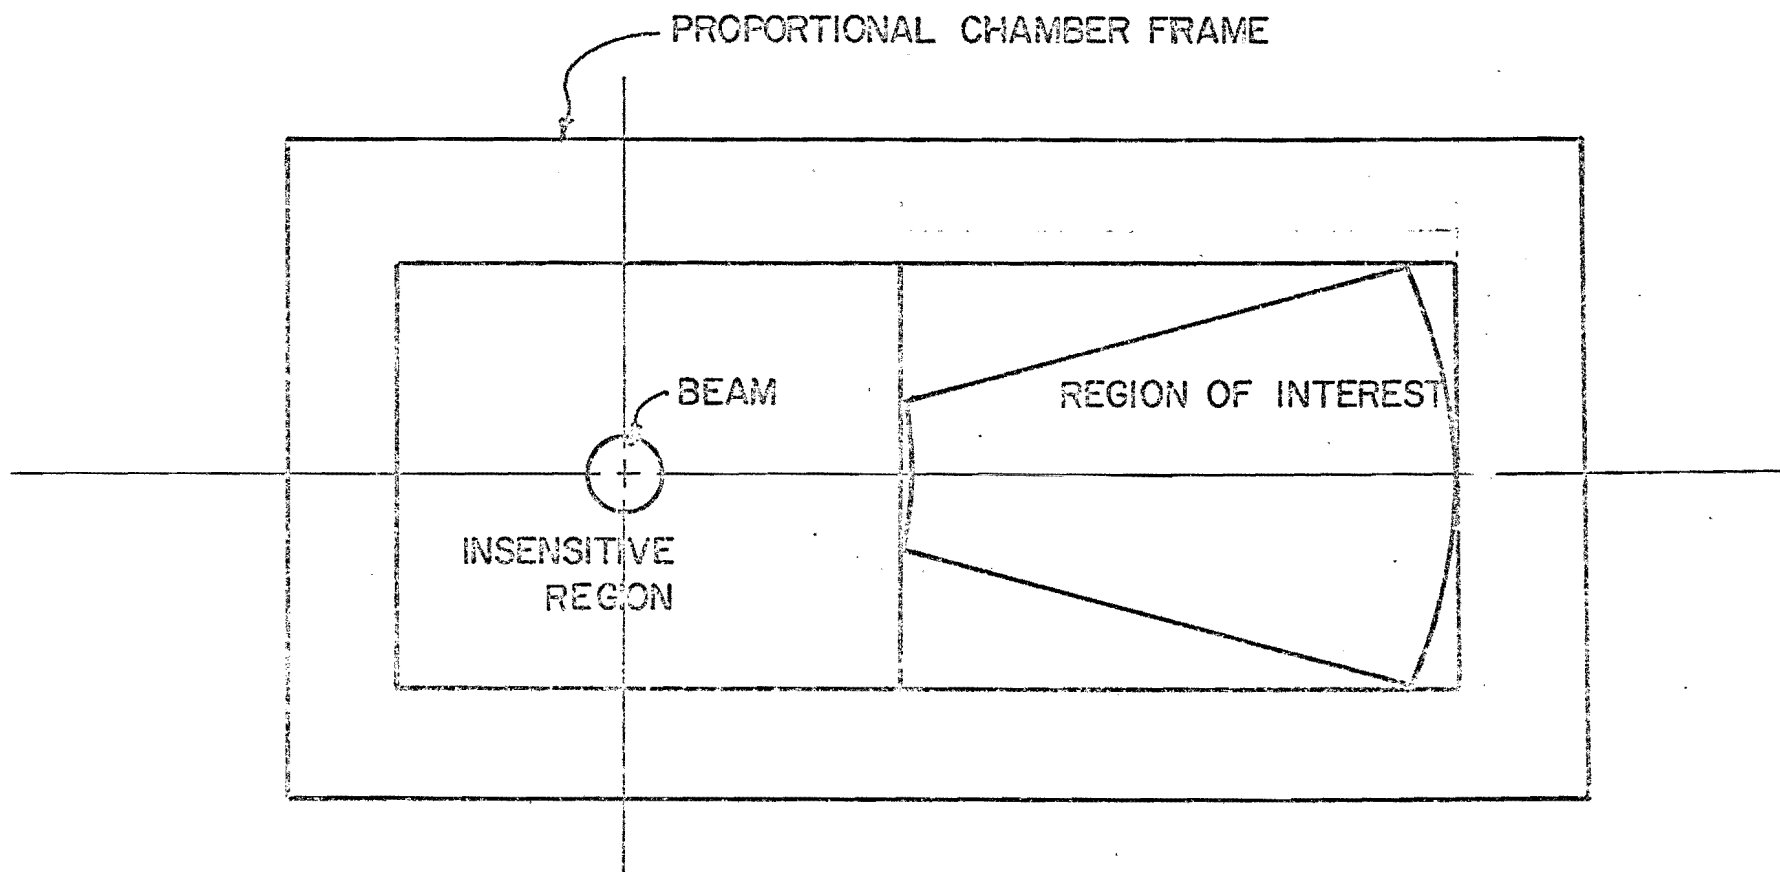 PROPORTIONAL CHAMBER FRAME
BEAM
REGION OF INTEREST
INSENSITIVE
REGION